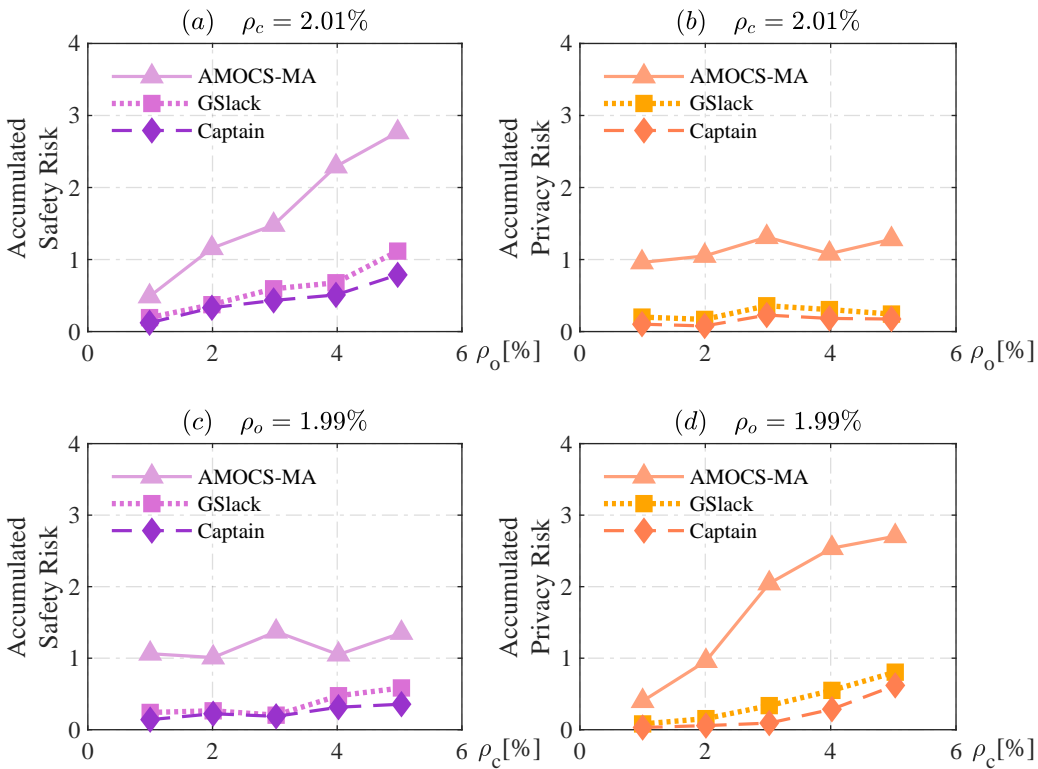 (a) ρc = 2.01%
4
3
2
1
0
0 2 4 6 ρo[%]
Accumulated
Safety Risk
AMOCS-MA
GSlack
Captain
(b) ρc = 2.01%
4
3
2
1
0
0 2 4 6 ρo[%]
Accumulated
Privacy Risk
AMOCS-MA
GSlack
Captain
(c) ρo = 1.99%
4
3
2
1
0
0 2 4 6 ρc[%]
Accumulated
Safety Risk
AMOCS-MA
GSlack
Captain
(d) ρo = 1.99%
4
3
2
1
0
0 2 4 6 ρc[%]
Accumulated
Privacy Risk
AMOCS-MA
GSlack
Captain